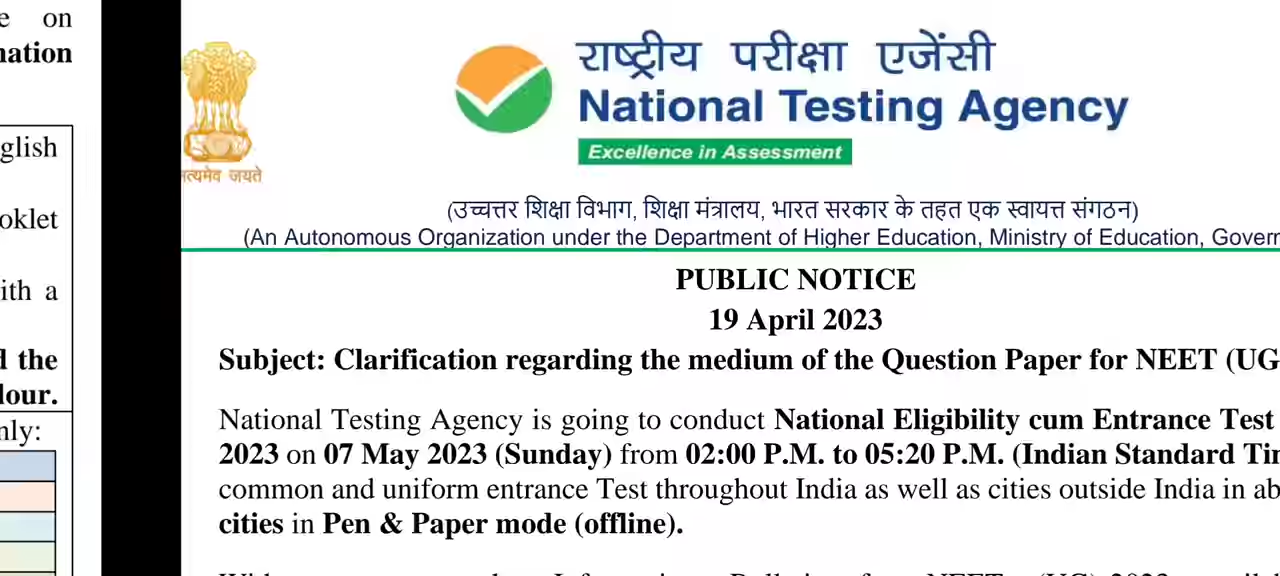 e on
nation
glish
oklet
ith a
d the
lour.
nly:
सत्यमेव जयते
राष्ट्रीय परीक्षा एजेंसी
National Testing Agency
Excellence in Assessment
(उच्चत्तर शिक्षा विभाग, शिक्षा मंत्रालय, भारत सरकार के तहत एक स्वायत्त संगठन)
(An Autonomous Organization under the Department of Higher Education, Ministry of Education, Govern
PUBLIC NOTICE
19 April 2023
Subject: Clarification regarding the medium of the Question Paper for NEET (UG
National Testing Agency is going to conduct National Eligibility cum Entrance Test
2023 on 07 May 2023 (Sunday) from 02:00 P.M. to 05:20 P.M. (Indian Standard Tim
common and uniform entrance Test throughout India as well as cities outside India in ab
cities in Pen & Paper mode (offline).